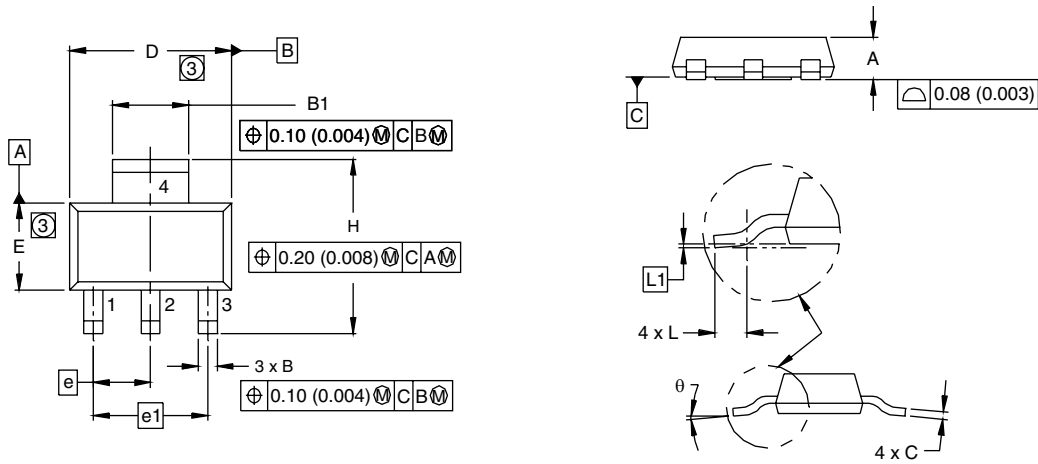 D
B
3
B1
⌖ 0.10 (0.004) Ⓜ C B Ⓜ
A
4
3
E
H
⌖ 0.20 (0.008) Ⓜ C A Ⓜ
1 2 3
3 x B
e
e1
⌖ 0.10 (0.004) Ⓜ C B Ⓜ
A
C
⌓ 0.08 (0.003)
L1
4 x L
θ
4 x C